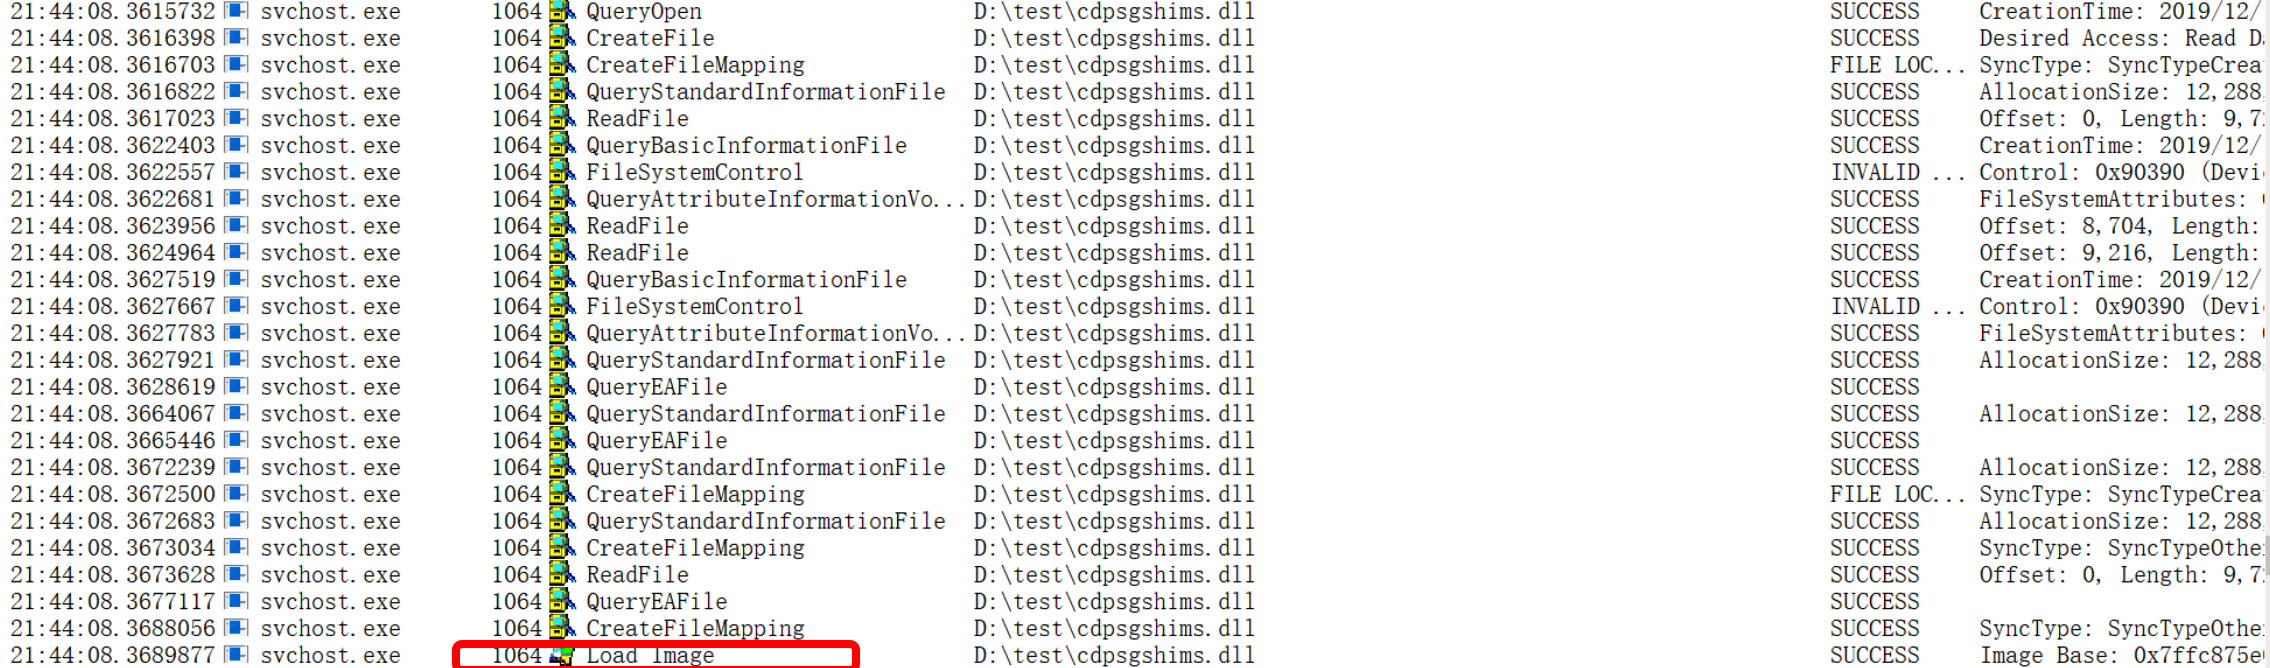 21:44:08.3615732 svchost.exe 1064 QueryOpen D:\test\cdpsgshims.dll SUCCESS CreationTime: 2019/12/
21:44:08.3616398 svchost.exe 1064 CreateFile D:\test\cdpsgshims.dll SUCCESS Desired Access: Read D
21:44:08.3616703 svchost.exe 1064 CreateFileMapping D:\test\cdpsgshims.dll FILE LOC... SyncType: SyncTypeCrea
21:44:08.3616822 svchost.exe 1064 QueryStandardInformationFile D:\test\cdpsgshims.dll SUCCESS AllocationSize: 12,288
21:44:08.3617023 svchost.exe 1064 ReadFile D:\test\cdpsgshims.dll SUCCESS Offset: 0, Length: 9,7
21:44:08.3622403 svchost.exe 1064 QueryBasicInformationFile D:\test\cdpsgshims.dll SUCCESS CreationTime: 2019/12/
21:44:08.3622557 svchost.exe 1064 FileSystemControl D:\test\cdpsgshims.dll INVALID ... Control: 0x90390 (Devi
21:44:08.3622681 svchost.exe 1064 QueryAttributeInformationVo... D:\test\cdpsgshims.dll SUCCESS FileSystemAttributes:
21:44:08.3623956 svchost.exe 1064 ReadFile D:\test\cdpsgshims.dll SUCCESS Offset: 8,704, Length:
21:44:08.3624964 svchost.exe 1064 ReadFile D:\test\cdpsgshims.dll SUCCESS Offset: 9,216, Length:
21:44:08.3627519 svchost.exe 1064 QueryBasicInformationFile D:\test\cdpsgshims.dll SUCCESS CreationTime: 2019/12/
21:44:08.3627667 svchost.exe 1064 FileSystemControl D:\test\cdpsgshims.dll INVALID ... Control: 0x90390 (Devi
21:44:08.3627783 svchost.exe 1064 QueryAttributeInformationVo... D:\test\cdpsgshims.dll SUCCESS FileSystemAttributes:
21:44:08.3627921 svchost.exe 1064 QueryStandardInformationFile D:\test\cdpsgshims.dll SUCCESS AllocationSize: 12,288
21:44:08.3628619 svchost.exe 1064 QueryEAFile D:\test\cdpsgshims.dll SUCCESS
21:44:08.3664067 svchost.exe 1064 QueryStandardInformationFile D:\test\cdpsgshims.dll SUCCESS AllocationSize: 12,288
21:44:08.3665446 svchost.exe 1064 QueryEAFile D:\test\cdpsgshims.dll SUCCESS
21:44:08.3672239 svchost.exe 1064 QueryStandardInformationFile D:\test\cdpsgshims.dll SUCCESS AllocationSize: 12,288
21:44:08.3672500 svchost.exe 1064 CreateFileMapping D:\test\cdpsgshims.dll FILE LOC... SyncType: SyncTypeCrea
21:44:08.3672683 svchost.exe 1064 QueryStandardInformationFile D:\test\cdpsgshims.dll SUCCESS AllocationSize: 12,288
21:44:08.3673034 svchost.exe 1064 CreateFileMapping D:\test\cdpsgshims.dll SUCCESS SyncType: SyncTypeOthe
21:44:08.3673628 svchost.exe 1064 ReadFile D:\test\cdpsgshims.dll SUCCESS Offset: 0, Length: 9,7
21:44:08.3677117 svchost.exe 1064 QueryEAFile D:\test\cdpsgshims.dll SUCCESS
21:44:08.3688056 svchost.exe 1064 CreateFileMapping D:\test\cdpsgshims.dll SUCCESS SyncType: SyncTypeOthe
21:44:08.3689877 svchost.exe 1064 Load Image D:\test\cdpsgshims.dll SUCCESS Image Base: 0x7ffc875e